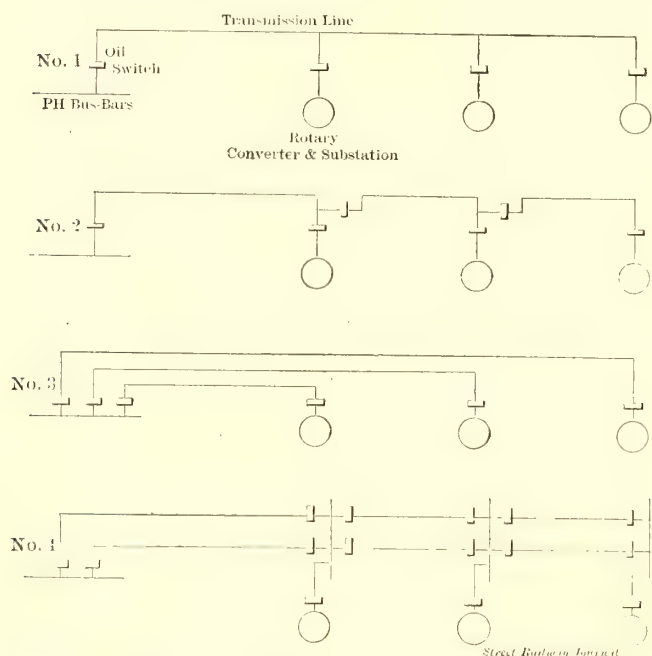 Transmission Line
No. 1
Oil
Switch
PH Bus-Bars
Rotary
Converter & Substation
No. 2
No. 3
No. 4
Street Railway Journal